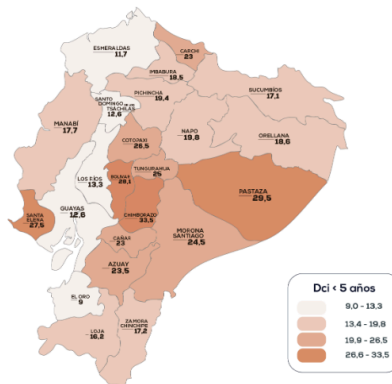 ESMERALDAS
11,7
CARCHI
23
IMBABURA
18,5
SANTO
DOMINGO DE LOS
TSÁCHILAS
12,6
PICHINCHA
19,4
SUCUMBÍOS
17,1
MANABÍ
17,7
NAPO
19,8
ORELLANA
18,6
COTOPAXI
26,5
TUNGURAHUA
25
LOS RÍOS
13,3
BOLÍVAR
28,1
PASTAZA
29,5
SANTA
ELENA
27,5
GUAYAS
12,6
CHIMBORAZO
33,5
MORONA
SANTIAGO
24,5
CAÑAR
23
AZUAY
23,5
EL ORO
9
LOJA
16,2
ZAMORA
CHINCHIPE
17,2
Dci < 5 años
9,0 - 13,3
13,4 - 19,8
19,9 - 26,5
26,6 - 33,5